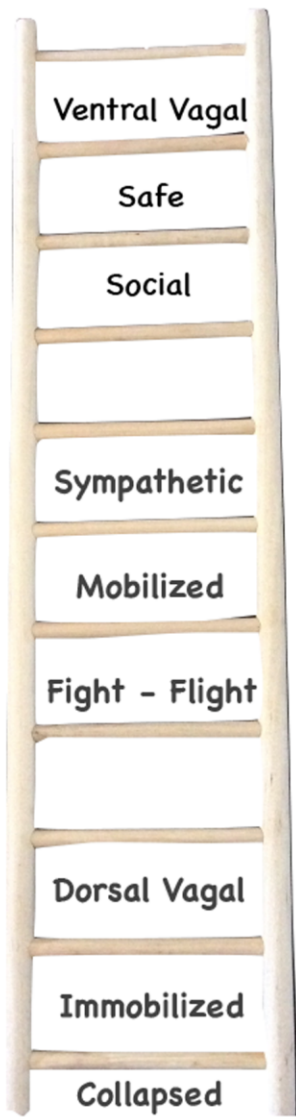 Ventral Vagal
Safe
Social
Sympathetic
Mobilized
Fight - Flight
Dorsal Vagal
Immobilized
Collapsed